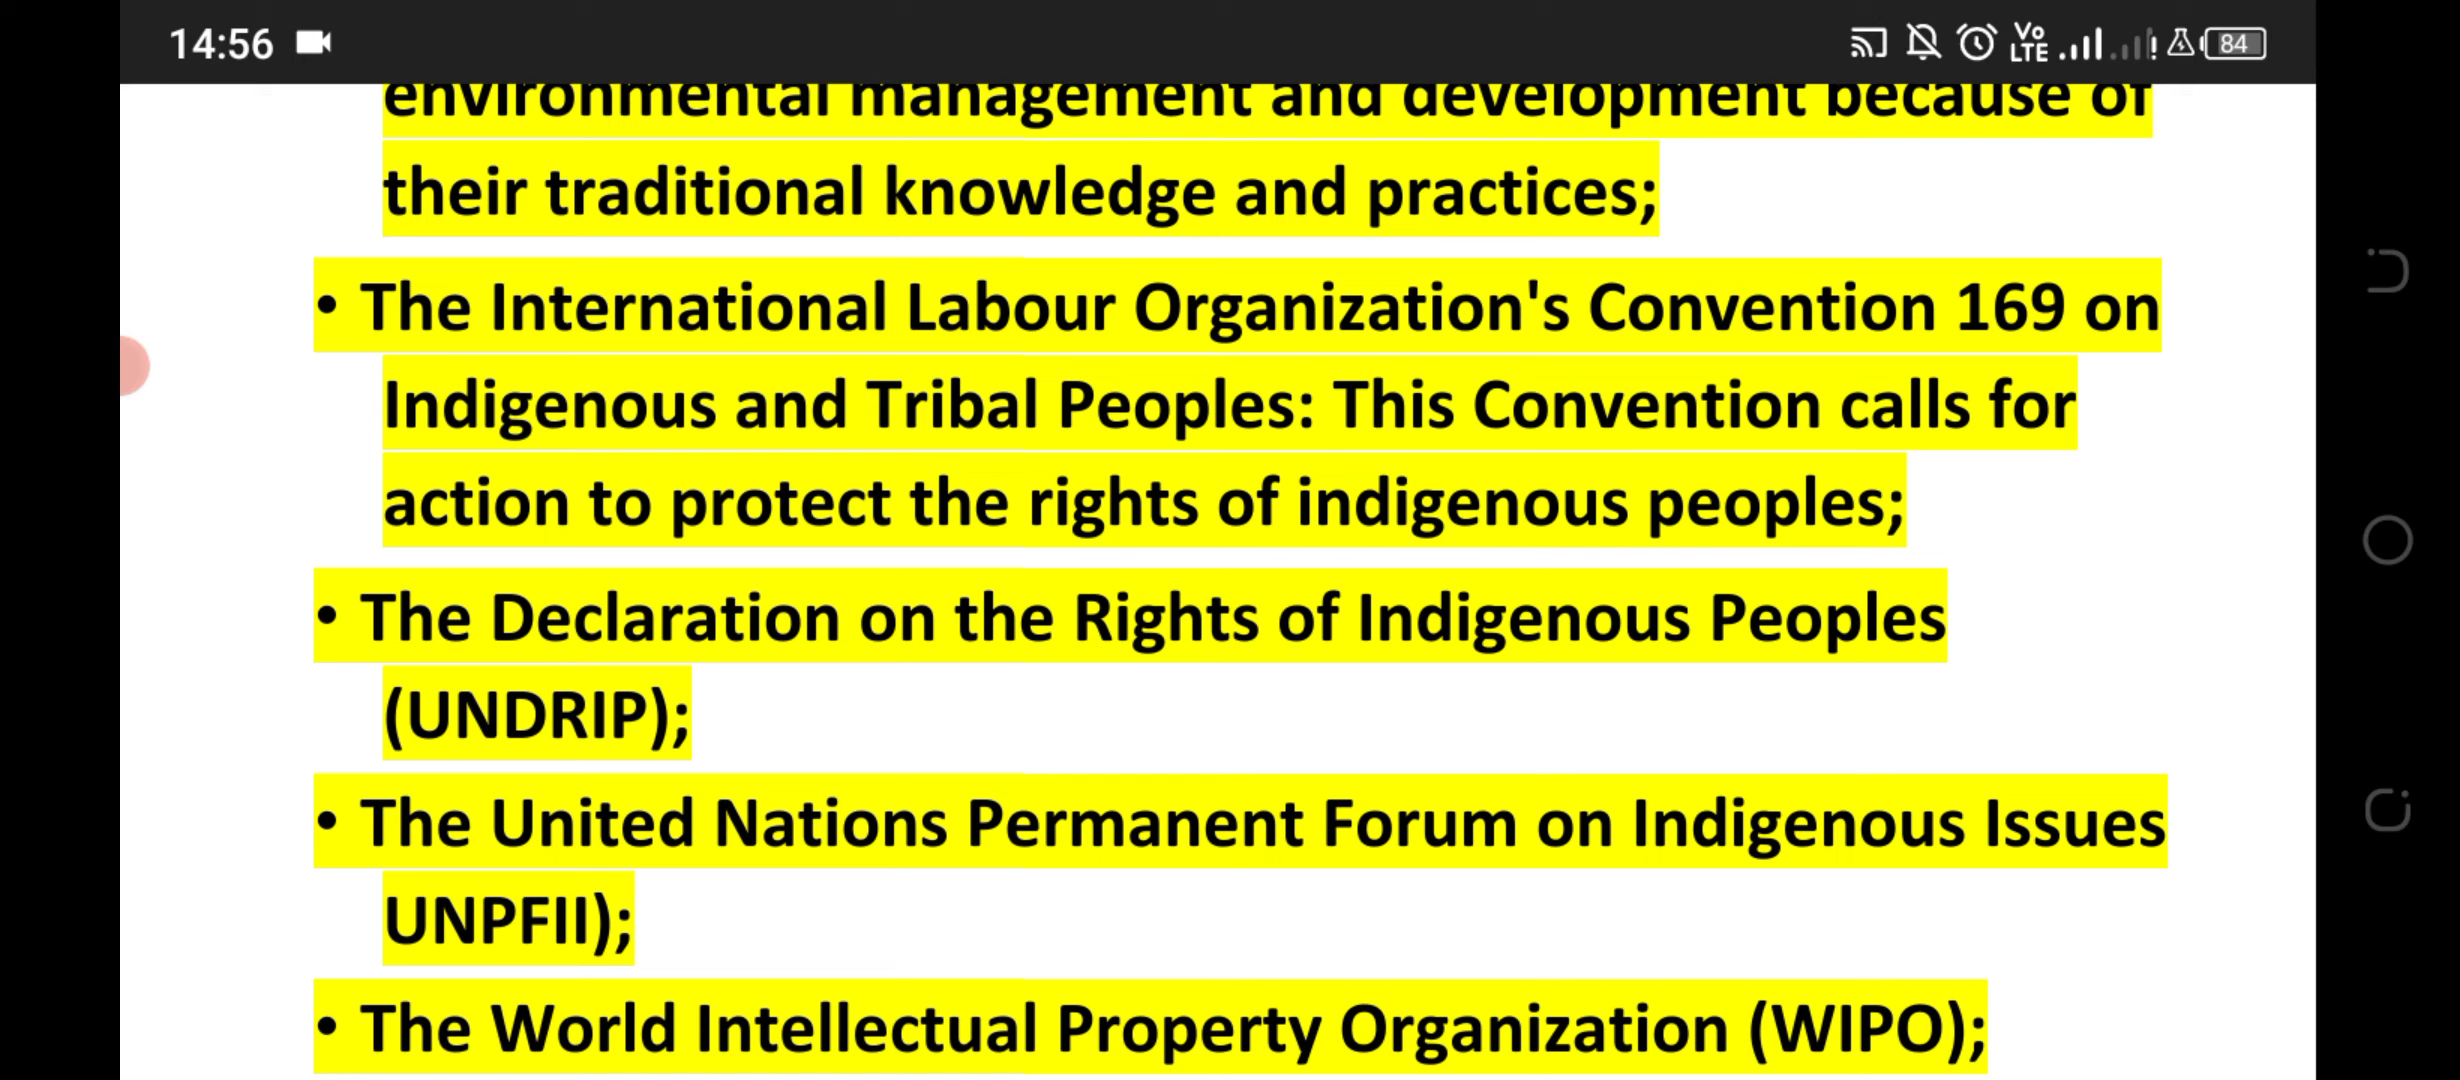 14:56
Vo
LTE
84
environmental management and development because of
their traditional knowledge and practices;
• The International Labour Organization's Convention 169 on
Indigenous and Tribal Peoples: This Convention calls for
action to protect the rights of indigenous peoples;
• The Declaration on the Rights of Indigenous Peoples
(UNDRIP);
• The United Nations Permanent Forum on Indigenous Issues
UNPFII);
• The World Intellectual Property Organization (WIPO);